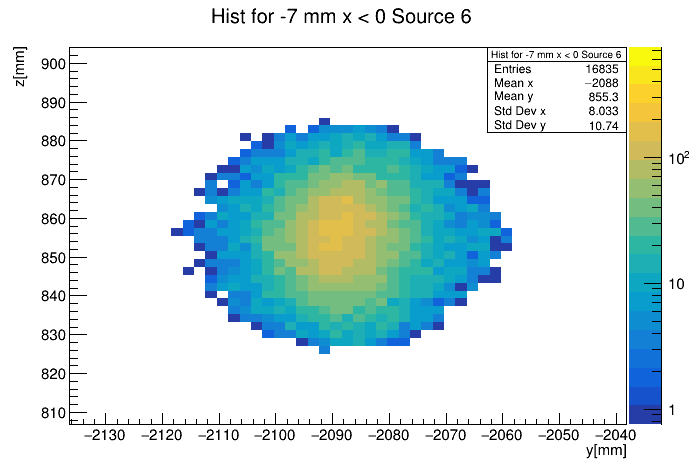 Hist for -7 mm x < 0 Source 6
z[mm]
Hist for -7 mm x < 0 Source 6
Entries 16835
Mean x −2088
Mean y 855.3
Std Dev x 8.033
Std Dev y 10.74
900
890
880
870
860
850
840
830
820
810
−2130 −2120 −2110 −2100 −2090 −2080 −2070 −2060 −2050 −2040
y[mm]
10²
10
1